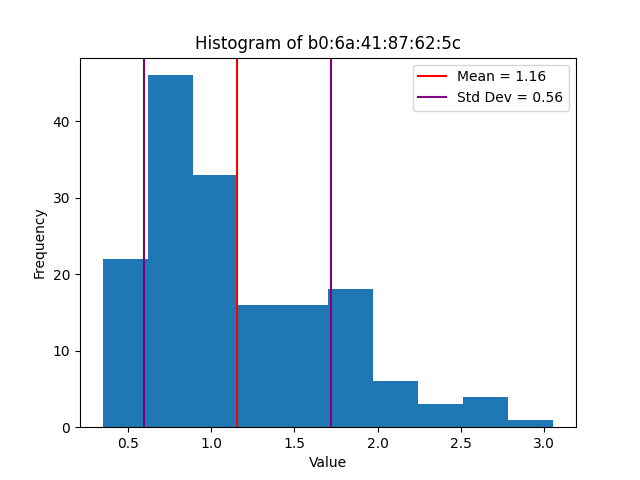 Histogram of b0:6a:41:87:62:5c
Mean = 1.16
Std Dev = 0.56
Frequency
40
30
20
10
0
0.5 1.0 1.5 2.0 2.5 3.0
Value